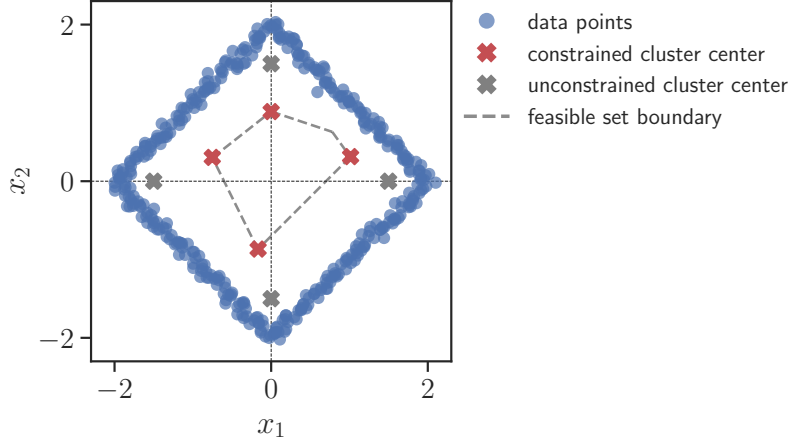 2
0
−2
x2
−2
0
2
x1
data points
constrained cluster center
unconstrained cluster center
feasible set boundary